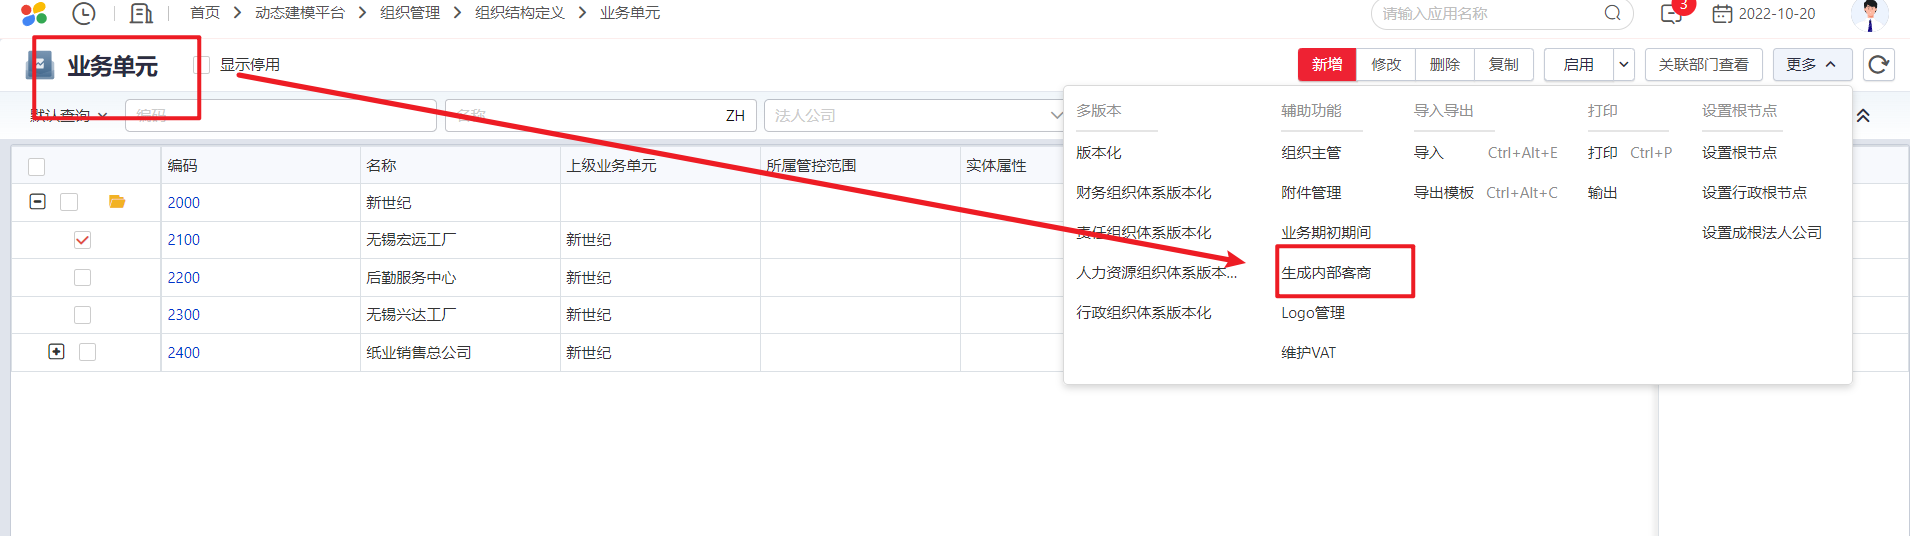 首页 动态建模平台 组织管理 组织结构定义 业务单元 请输入应用名称 3 2022-10-20
业务单元 显示停用 新增 修改 删除 复制 启用 关联部门查看 更多
默认查询 编码 名称 ZH 法人公司
多版本 辅助功能 导入导出 打印 设置根节点
版本化 组织主管 导入 Ctrl+Alt+E 打印 Ctrl+P 设置根节点
财务组织体系版本化 附件管理 导出模板 Ctrl+Alt+C 输出 设置行政根节点
责任组织体系版本化 业务期初期间 设置成根法人公司
人力资源组织体系版本... 生成内部客商
行政组织体系版本化 Logo管理
维护VAT
编码 名称 上级业务单元 所属管控范围 实体属性
2000 新世纪
2100 无锡宏远工厂 新世纪
2200 后勤服务中心 新世纪
2300 无锡兴达工厂 新世纪
2400 纸业销售总公司 新世纪